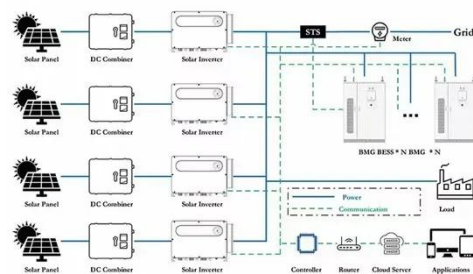 STS
Meter
Grid
Solar Panel
DC Combiner
Solar Inverter
Solar Panel
DC Combiner
Solar Inverter
BMG BESS * N BMG * N
Solar Panel
DC Combiner
Solar Inverter
Power
Communication
Load
Solar Panel
DC Combiner
Solar Inverter
Controller
Router
Cloud Server
Applications